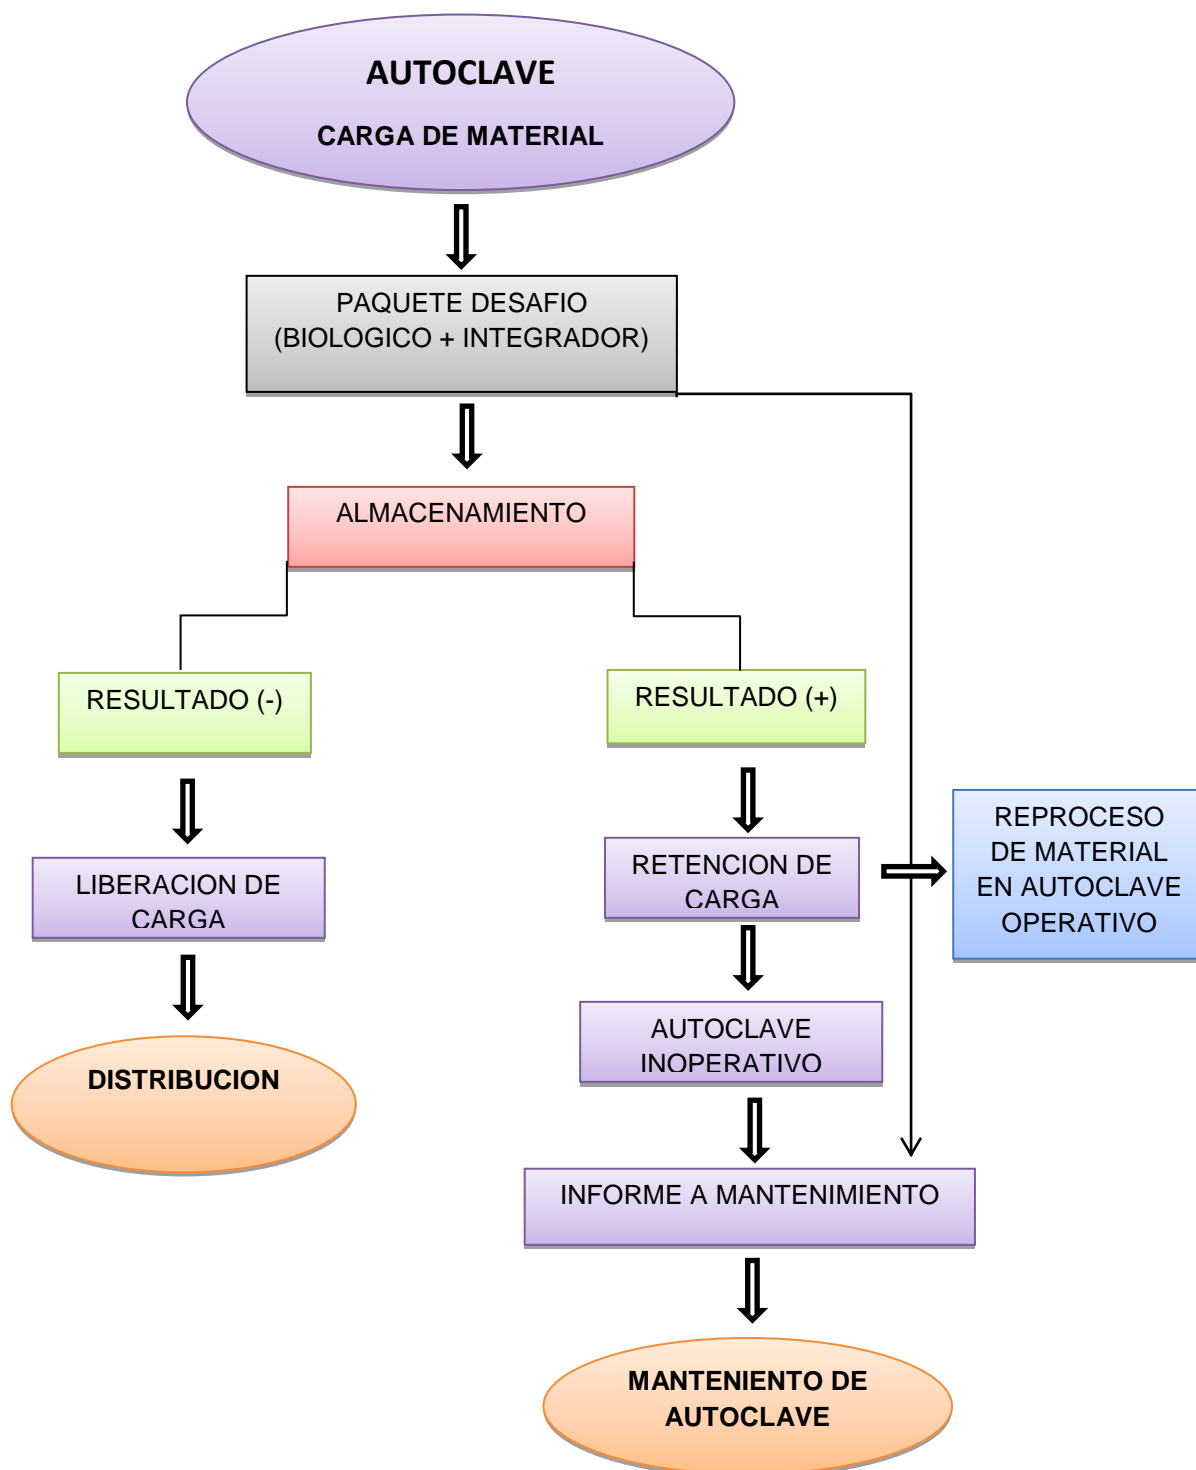 AUTOCLAVE
CARGA DE MATERIAL
PAQUETE DESAFIO
(BIOLOGICO + INTEGRADOR)
ALMACENAMIENTO
RESULTADO (-)
RESULTADO (+)
LIBERACION DE
CARGA
RETENCION DE
CARGA
REPROCESO
DE MATERIAL
EN AUTOCLAVE
OPERATIVO
AUTOCLAVE
INOPERATIVO
DISTRIBUCION
INFORME A MANTENIMIENTO
MANTENIENTO DE
AUTOCLAVE